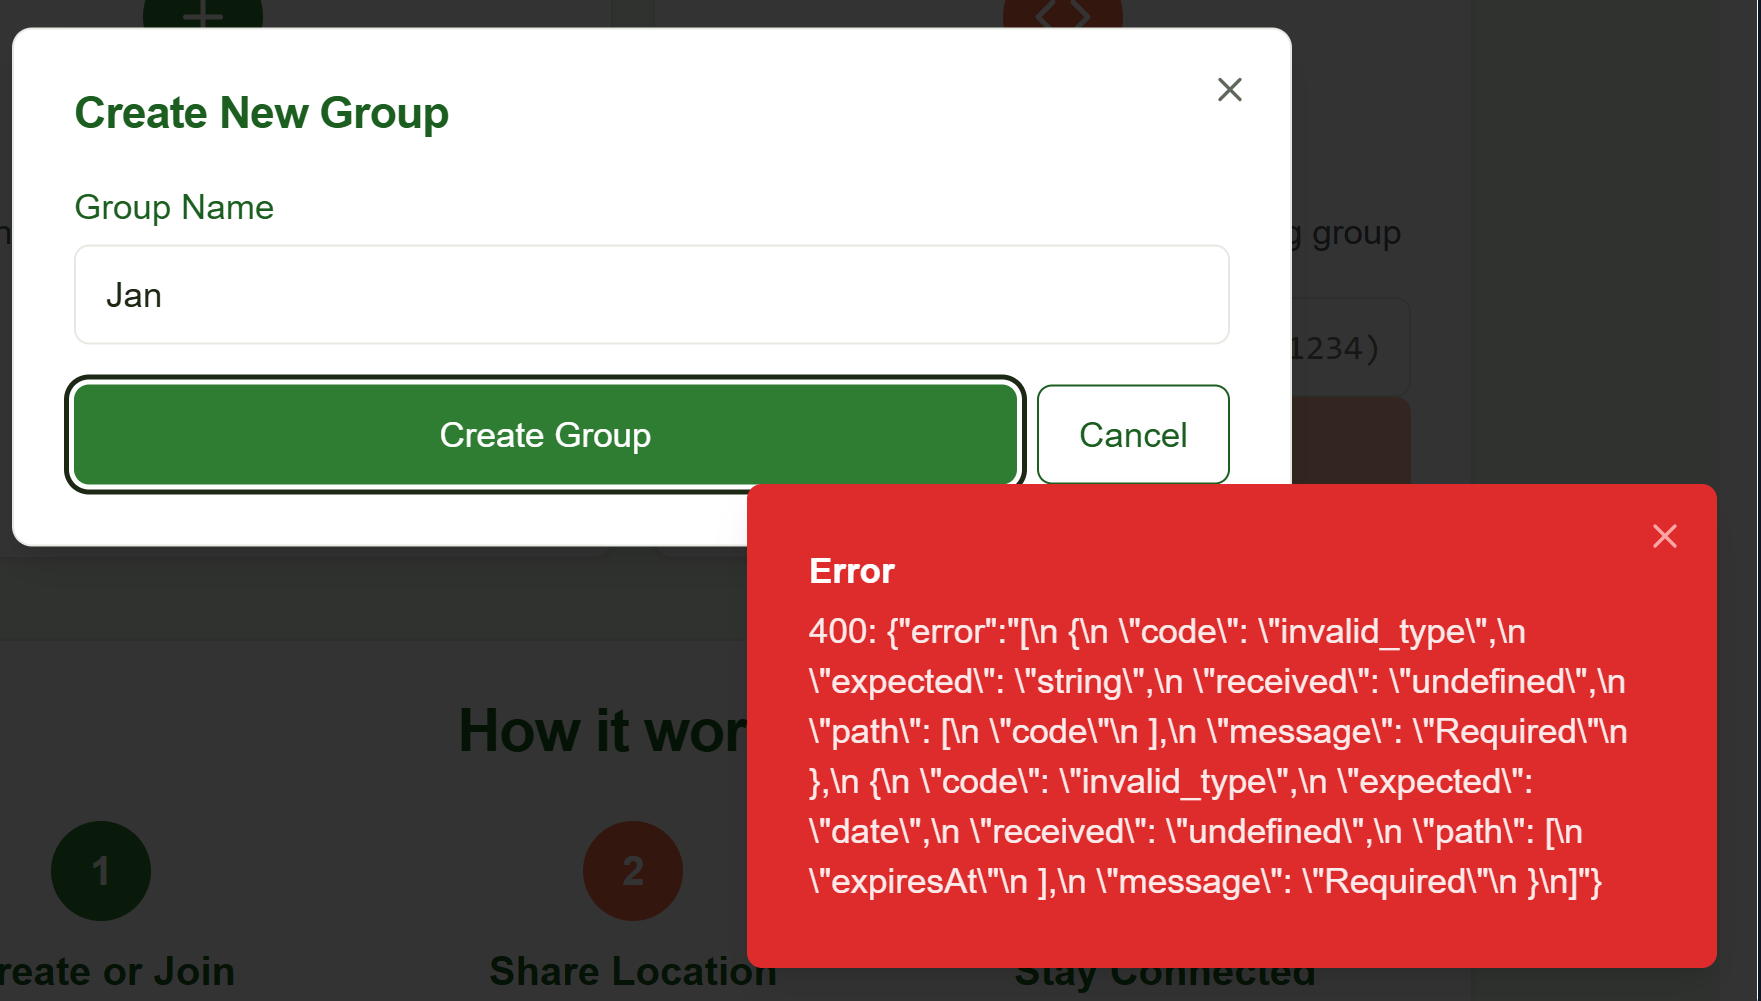 Create New Group
Group Name
g group
Jan
1234)
Create Group
Cancel
Error
400: {"error":"[\n {\n \"code\": \"invalid_type\",\n
\"expected\": \"string\",\n \"received\": \"undefined\",\n
\"path\": [\n \"code\"\n ],\n \"message\": \"Required\"\n
},\n {\n \"code\": \"invalid_type\",\n \"expected\":
\"date\",\n \"received\": \"undefined\",\n \"path\": [\n
\"expiresAt\"\n ],\n \"message\": \"Required\"\n }\n]"}
How it wor
1
2
reate or Join
Share Location
Stay Connected